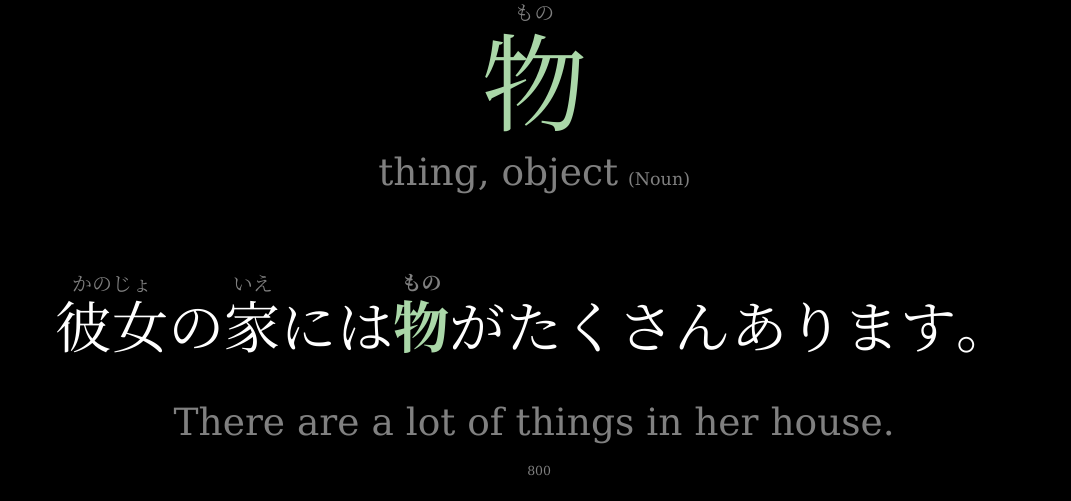 もの
物
thing, object (Noun)
かのじょ いえ もの
彼女の家には物がたくさんあります。
There are a lot of things in her house.
800